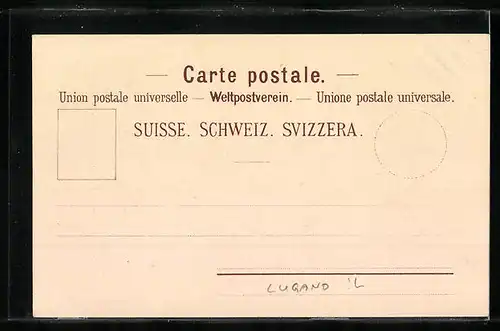 — Carte postale. —
Union postale universelle — Weltpostverein. — Unione postale universale.
SUISSE. SCHWEIZ. SVIZZERA.
LUGANO